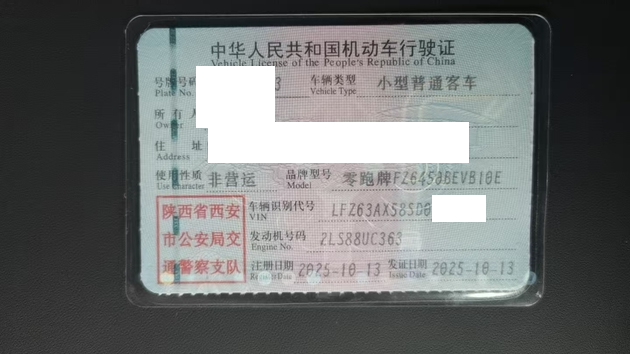 中华人民共和国机动车行驶证
Vehicle License of the People's Republic of China
号牌号码 3 车辆类型 小型普通客车
Plate No. Vehicle Type
所有人
Owner
住址
Address
使用性质 非营运 品牌型号 零跑牌FZ6450BEVB10E
Use Character Model
陕西省西安
市公安局交
通警察支队
车辆识别代号 LFZ63AX58SD0
VIN
发动机号码 2LS88UC363
Engine No.
注册日期 2025-10-13 发证日期 2025-10-13
Register Date Issue Date